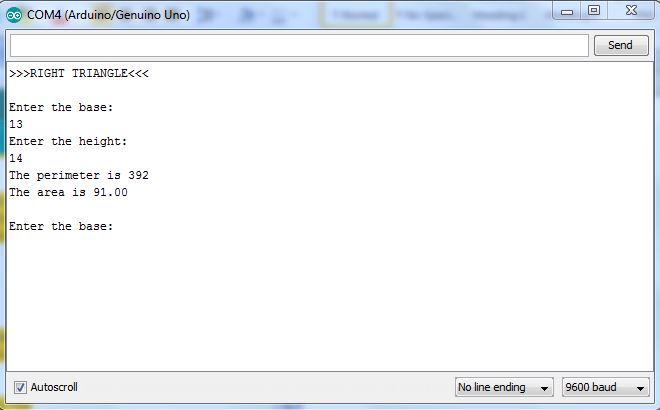 COM4 (Arduino/Genuino Uno)
Send
>>>RIGHT TRIANGLE<<<
Enter the base:
13
Enter the height:
14
The perimeter is 392
The area is 91.00
Enter the base:
Autoscroll
No line ending
9600 baud